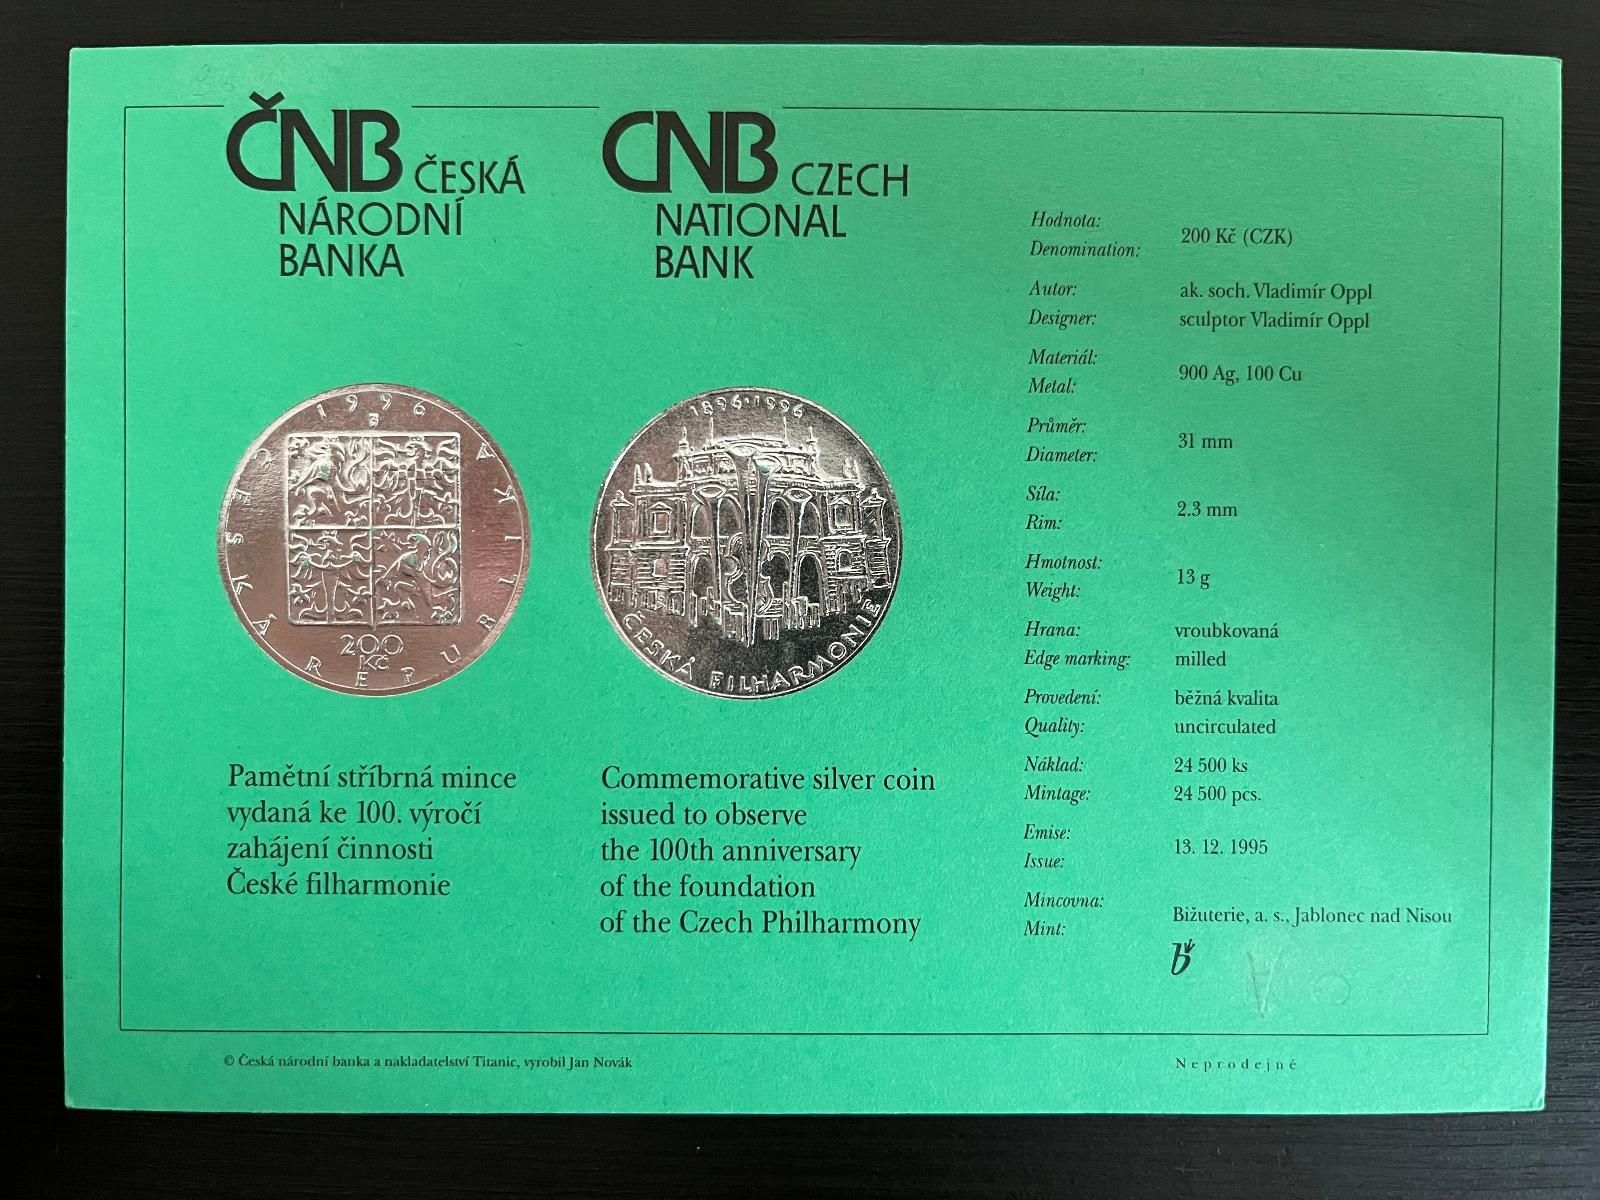 ČNB ČESKÁ
NÁRODNÍ
BANKA
CNB CZECH
NATIONAL
BANK
1996
ČESKÁ REPUBLIKA
200
Kč
1896·1996
ČESKÁ FILHARMONIE
Pamětní stříbrná mince
vydaná ke 100. výročí
zahájení činnosti
České filharmonie
Commemorative silver coin
issued to observe
the 100th anniversary
of the foundation
of the Czech Philharmony
Hodnota:
Denomination:
200 Kč (CZK)
Autor:
ak. soch. Vladimír Oppl
Designer:
sculptor Vladimír Oppl
Materiál:
Metal:
900 Ag, 100 Cu
Průměr:
Diameter:
31 mm
Síla:
Rim:
2.3 mm
Hmotnost:
Weight:
13 g
Hrana:
vroubkovaná
Edge marking:
milled
Provedení:
běžná kvalita
Quality:
uncirculated
Náklad:
24 500 ks
Mintage:
24 500 pcs.
Emise:
Issue:
13. 12. 1995
Mincovna:
Mint:
Bižuterie, a. s., Jablonec nad Nisou
© Česká národní banka a nakladatelství Titanic, vyrobil Jan Novák
Neprodejné